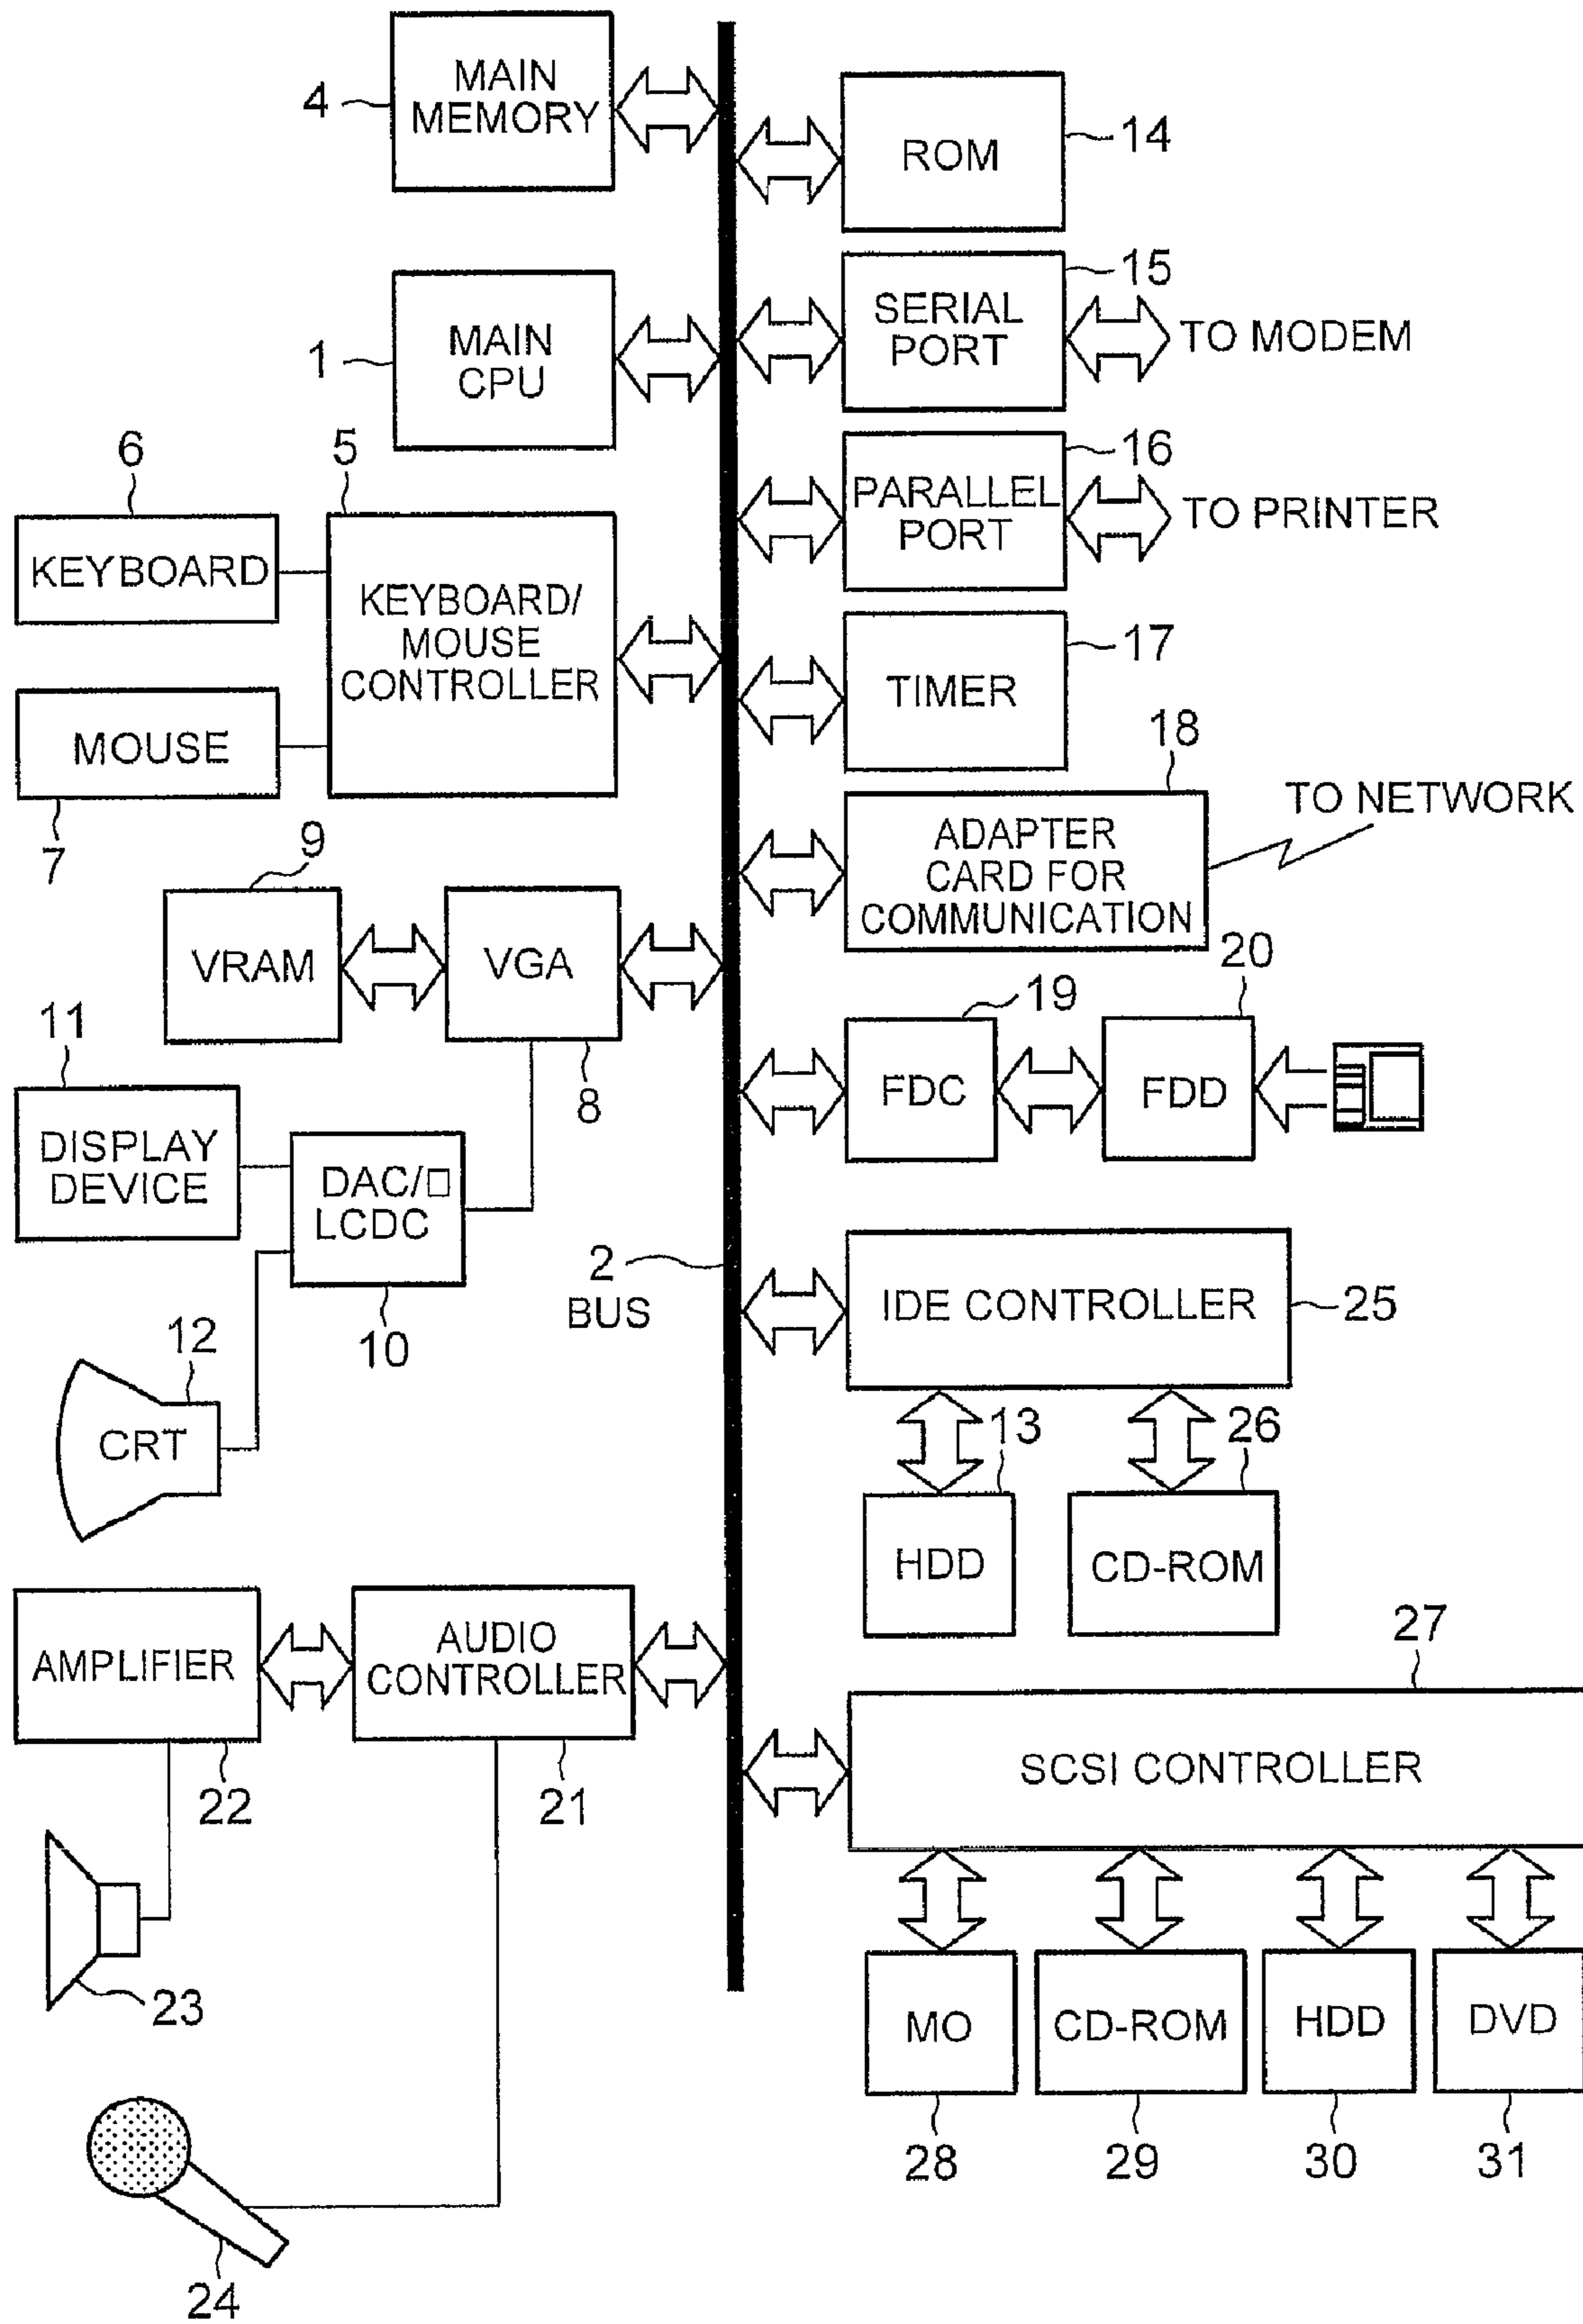 4
MAIN
MEMORY
ROM
14
1
MAIN
CPU
15
SERIAL
PORT
TO MODEM
16
PARALLEL
PORT
TO PRINTER
6
KEYBOARD
5
KEYBOARD/
MOUSE
CONTROLLER
MOUSE
7
17
TIMER
18
ADAPTER
CARD FOR
COMMUNICATION
TO NETWORK
9
VRAM
VGA
8
19
FDC
20
FDD
11
DISPLAY
DEVICE
DAC/□
LCDC
10
2
BUS
IDE CONTROLLER
25
12
CRT
13
HDD
26
CD-ROM
AMPLIFIER
22
AUDIO
CONTROLLER
21
27
SCSI CONTROLLER
23
24
MO
28
CD-ROM
29
HDD
30
DVD
31